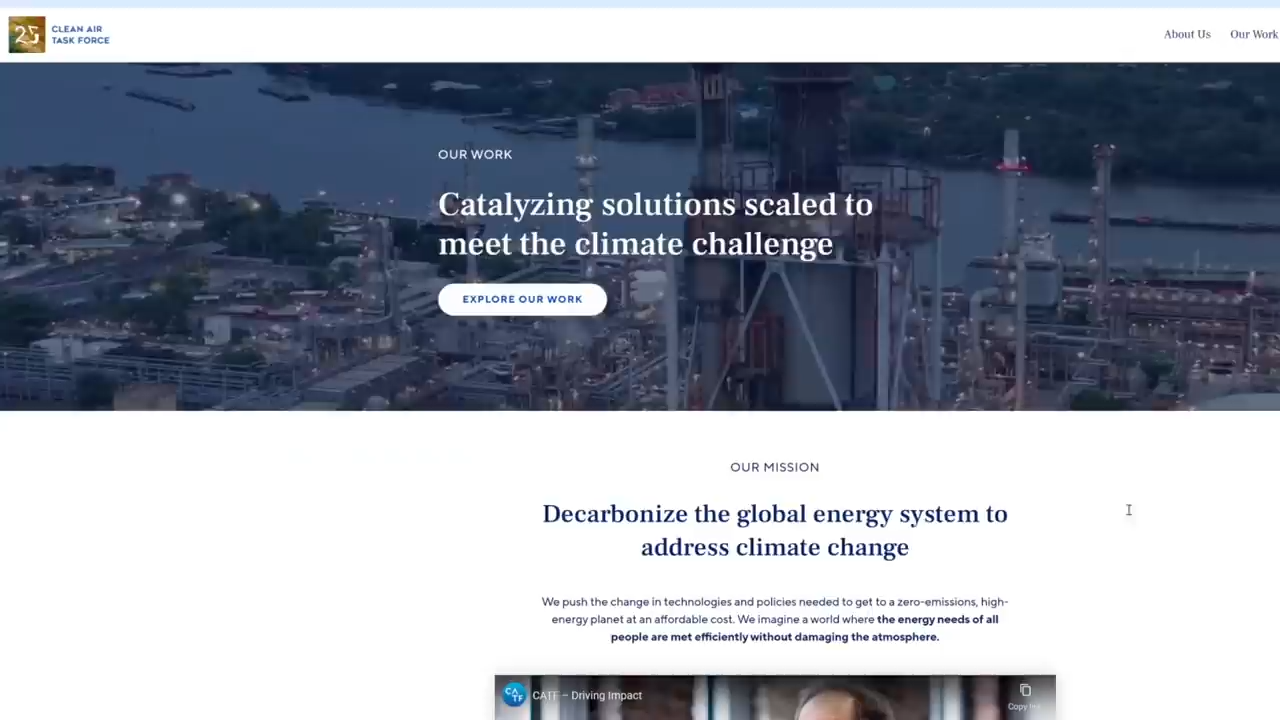 25
CLEAN AIR
TASK FORCE
About Us
Our Work
OUR WORK
Catalyzing solutions scaled to
meet the climate challenge
EXPLORE OUR WORK
OUR MISSION
Decarbonize the global energy system to
address climate change
We push the change in technologies and policies needed to get to a zero-emissions, high-
energy planet at an affordable cost. We imagine a world where the energy needs of all
people are met efficiently without damaging the atmosphere.
CATF
CATF – Driving Impact
Copy